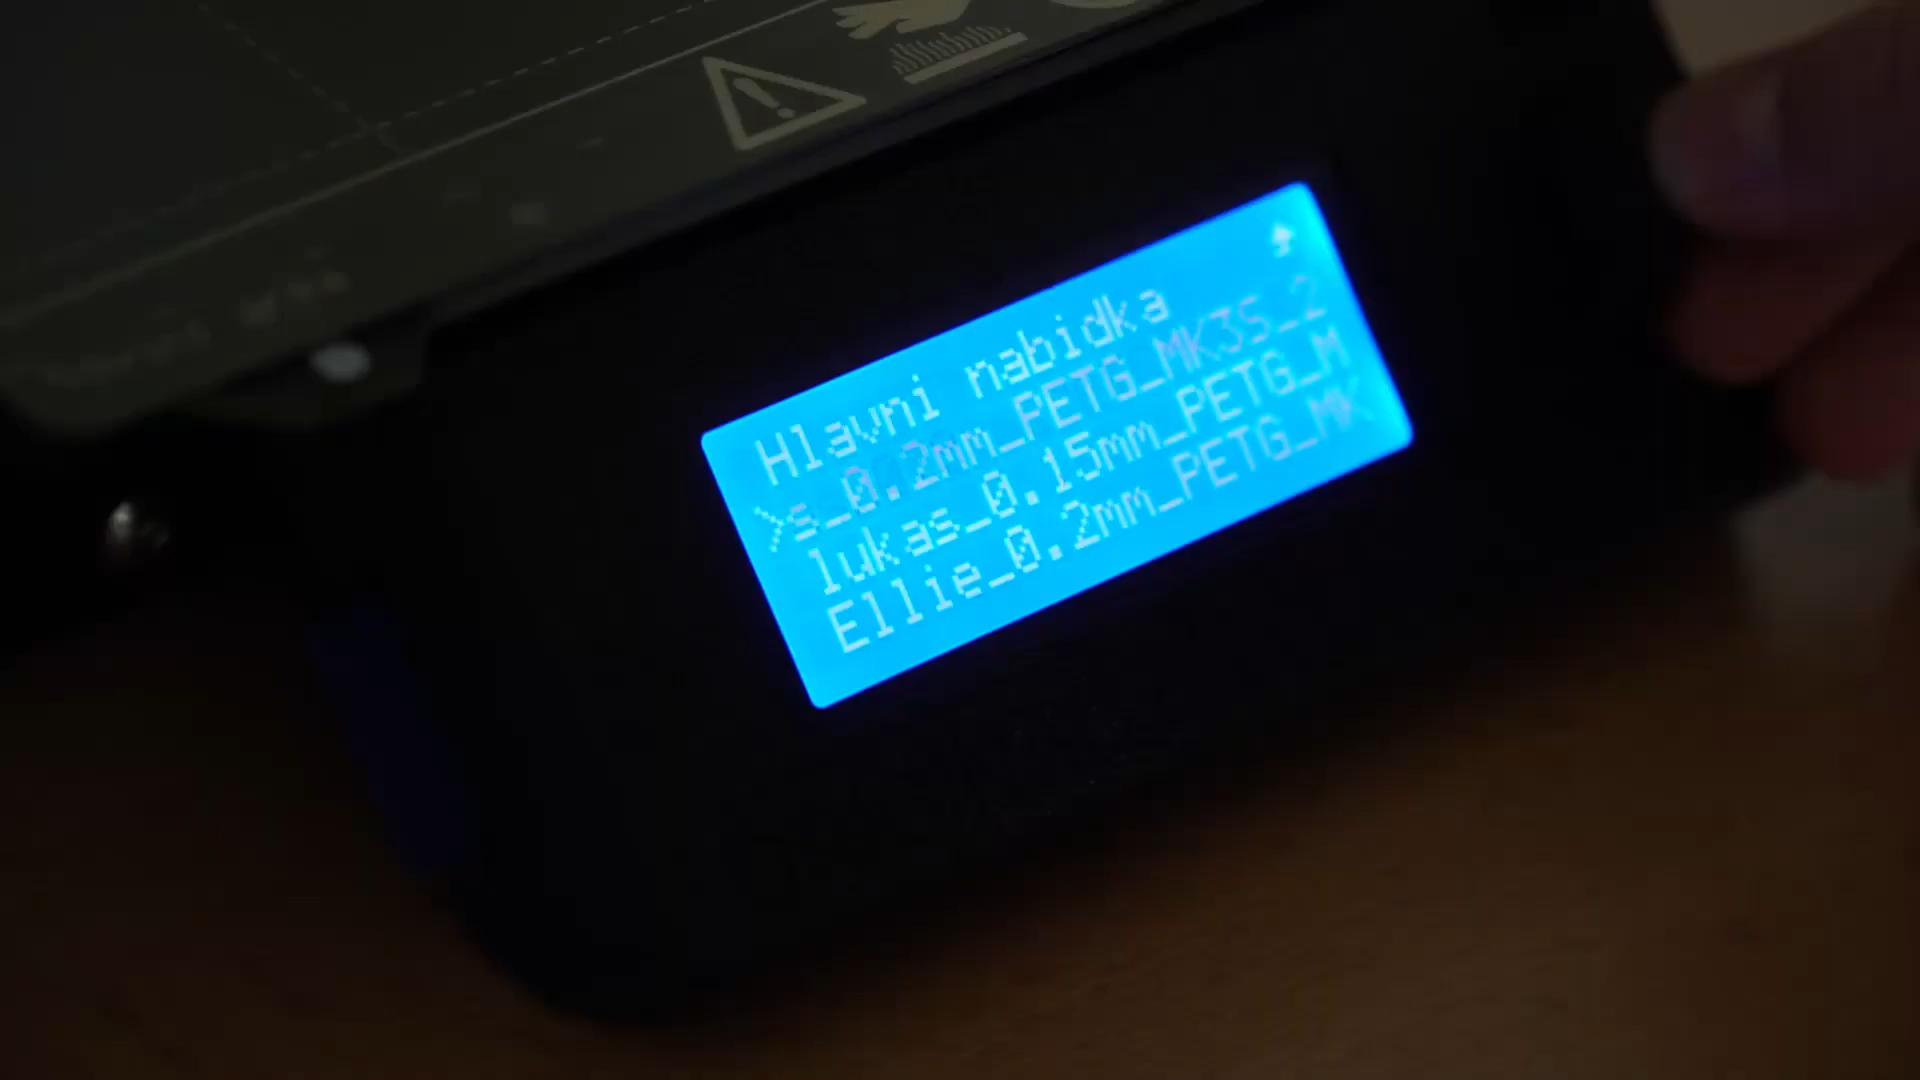 Hlavni nabidka
>s_0.2mm_PETG_MK3S_2
lukas_0.15mm_PETG_M
Ellie_0.2mm_PETG_MK